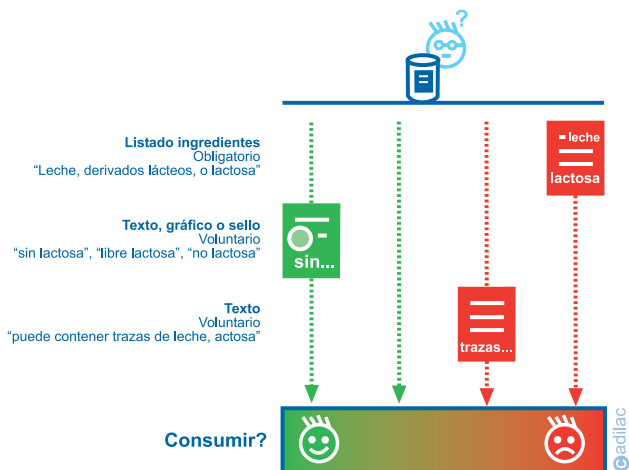 ?
Listado ingredientes
Obligatorio
“Leche, derivados lácteos, o lactosa”
leche
lactosa
Texto, gráfico o sello
Voluntario
“sin lactosa”, “libre lactosa”, “no lactosa”
sin...
Texto
Voluntario
“puede contener trazas de leche, actosa”
trazas...
Consumir?
@adilac